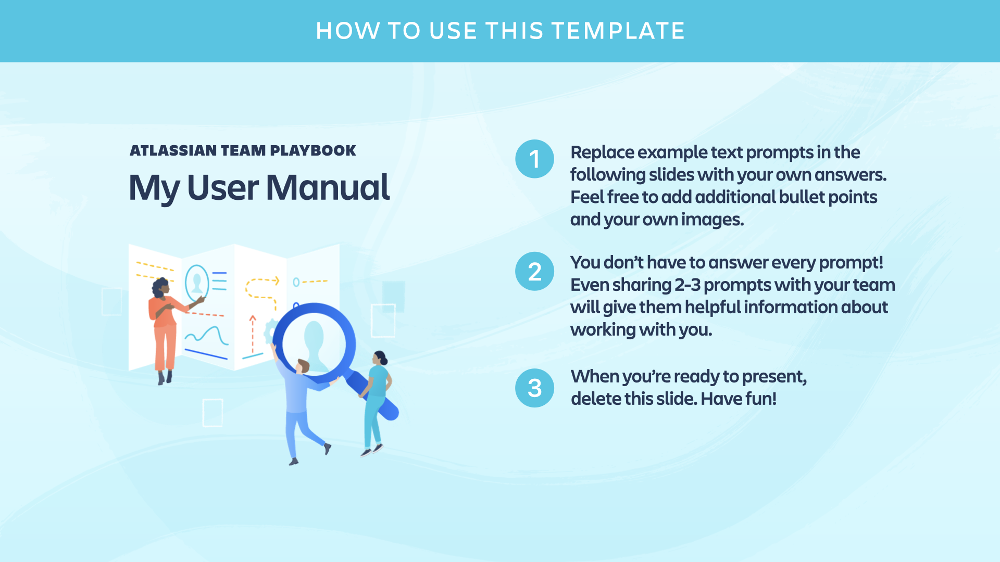 HOW TO USE THIS TEMPLATE
ATLASSIAN TEAM PLAYBOOK
My User Manual
1
Replace example text prompts in the
following slides with your own answers.
Feel free to add additional bullet points
and your own images.
2
You don’t have to answer every prompt!
Even sharing 2–3 prompts with your team
will give them helpful information about
working with you.
3
When you’re ready to present,
delete this slide. Have fun!